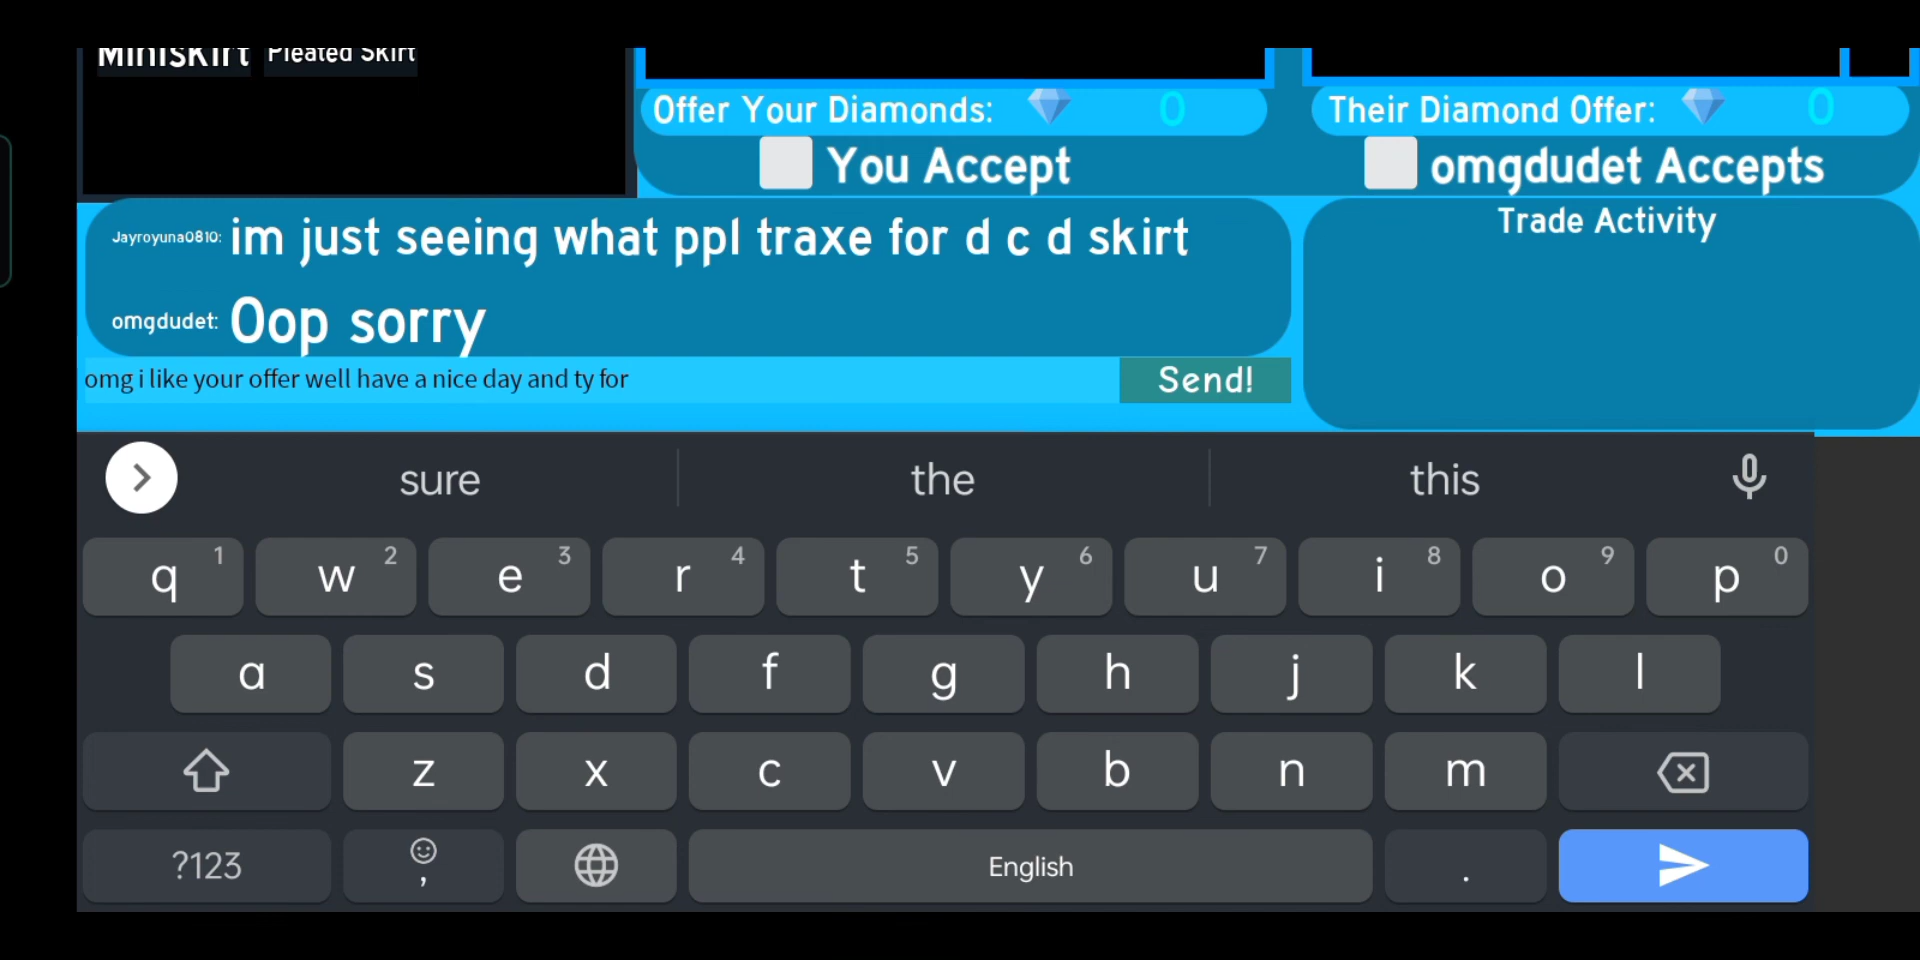 Miniskirt Pleated Skirt
Offer Your Diamonds: 0
Their Diamond Offer: 0
You Accept
omgdudet Accepts
Jayroyuna0810: im just seeing what ppl traxe for d c d skirt
omgdudet: Oop sorry
Trade Activity
omg i like your offer well have a nice day and ty for
Send!
sure the this
q 1 w 2 e 3 r 4 t 5 y 6 u 7 i 8 o 9 p 0
a s d f g h j k l
z x c v b n m
?123 , English .